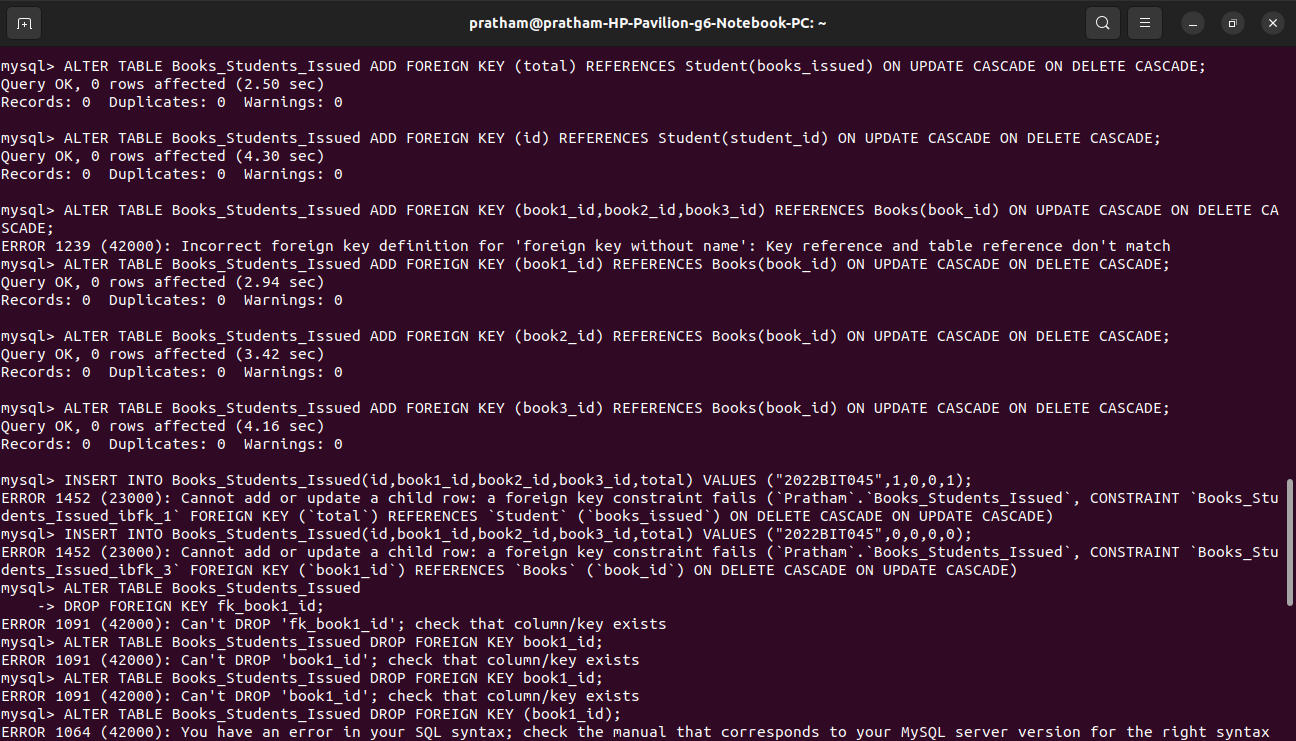 pratham@pratham-HP-Pavilion-g6-Notebook-PC: ~
mysql> ALTER TABLE Books_Students_Issued ADD FOREIGN KEY (total) REFERENCES Student(books_issued) ON UPDATE CASCADE ON DELETE CASCADE;
Query OK, 0 rows affected (2.50 sec)
Records: 0  Duplicates: 0  Warnings: 0
mysql> ALTER TABLE Books_Students_Issued ADD FOREIGN KEY (id) REFERENCES Student(student_id) ON UPDATE CASCADE ON DELETE CASCADE;
Query OK, 0 rows affected (4.30 sec)
Records: 0  Duplicates: 0  Warnings: 0
mysql> ALTER TABLE Books_Students_Issued ADD FOREIGN KEY (book1_id,book2_id,book3_id) REFERENCES Books(book_id) ON UPDATE CASCADE ON DELETE CA
SCADE;
ERROR 1239 (42000): Incorrect foreign key definition for 'foreign key without name': Key reference and table reference don't match
mysql> ALTER TABLE Books_Students_Issued ADD FOREIGN KEY (book1_id) REFERENCES Books(book_id) ON UPDATE CASCADE ON DELETE CASCADE;
Query OK, 0 rows affected (2.94 sec)
Records: 0  Duplicates: 0  Warnings: 0
mysql> ALTER TABLE Books_Students_Issued ADD FOREIGN KEY (book2_id) REFERENCES Books(book_id) ON UPDATE CASCADE ON DELETE CASCADE;
Query OK, 0 rows affected (3.42 sec)
Records: 0  Duplicates: 0  Warnings: 0
mysql> ALTER TABLE Books_Students_Issued ADD FOREIGN KEY (book3_id) REFERENCES Books(book_id) ON UPDATE CASCADE ON DELETE CASCADE;
Query OK, 0 rows affected (4.16 sec)
Records: 0  Duplicates: 0  Warnings: 0
mysql> INSERT INTO Books_Students_Issued(id,book1_id,book2_id,book3_id,total) VALUES ("2022BIT045",1,0,0,1);
ERROR 1452 (23000): Cannot add or update a child row: a foreign key constraint fails (`Pratham`.`Books_Students_Issued`, CONSTRAINT `Books_Stu
dents_Issued_ibfk_1` FOREIGN KEY (`total`) REFERENCES `Student` (`books_issued`) ON DELETE CASCADE ON UPDATE CASCADE)
mysql> INSERT INTO Books_Students_Issued(id,book1_id,book2_id,book3_id,total) VALUES ("2022BIT045",0,0,0,0);
ERROR 1452 (23000): Cannot add or update a child row: a foreign key constraint fails (`Pratham`.`Books_Students_Issued`, CONSTRAINT `Books_Stu
dents_Issued_ibfk_3` FOREIGN KEY (`book1_id`) REFERENCES `Books` (`book_id`) ON DELETE CASCADE ON UPDATE CASCADE)
mysql> ALTER TABLE Books_Students_Issued
    -> DROP FOREIGN KEY fk_book1_id;
ERROR 1091 (42000): Can't DROP 'fk_book1_id'; check that column/key exists
mysql> ALTER TABLE Books_Students_Issued DROP FOREIGN KEY book1_id;
ERROR 1091 (42000): Can't DROP 'book1_id'; check that column/key exists
mysql> ALTER TABLE Books_Students_Issued DROP FOREIGN KEY book1_id;
ERROR 1091 (42000): Can't DROP 'book1_id'; check that column/key exists
mysql> ALTER TABLE Books_Students_Issued DROP FOREIGN KEY (book1_id);
ERROR 1064 (42000): You have an error in your SQL syntax; check the manual that corresponds to your MySQL server version for the right syntax